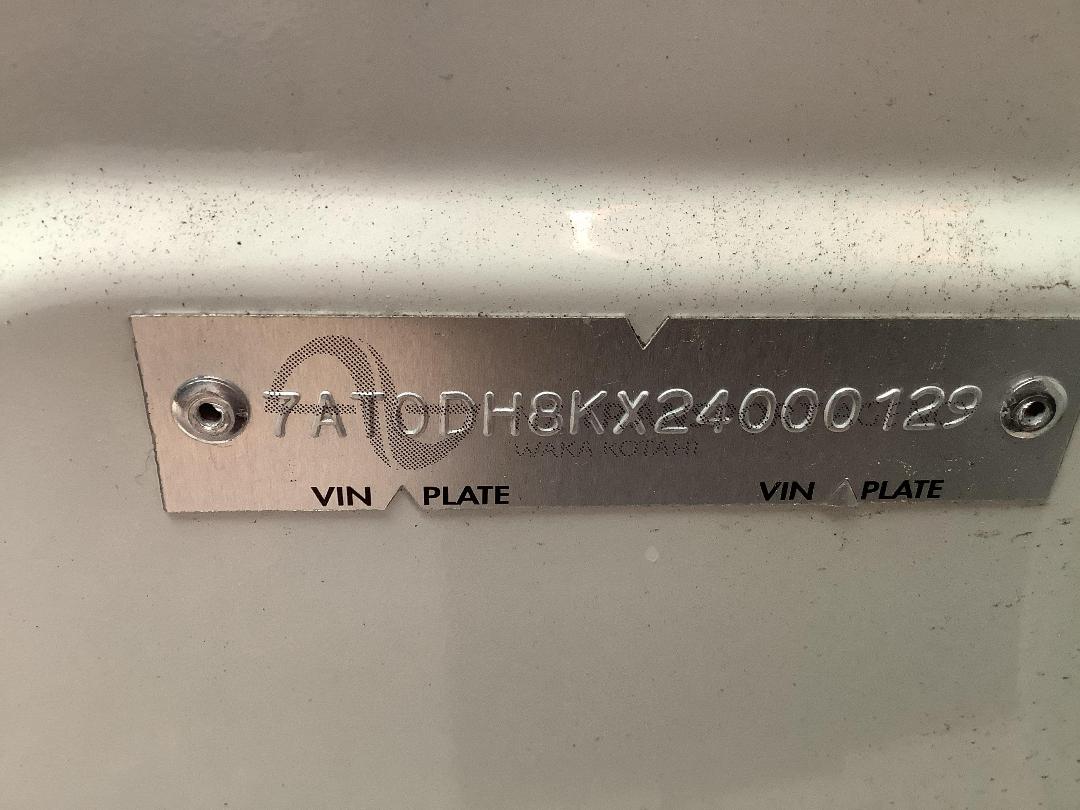 7AT0DH8KX24000129
WAKA KOTAHI
VIN PLATE VIN PLATE